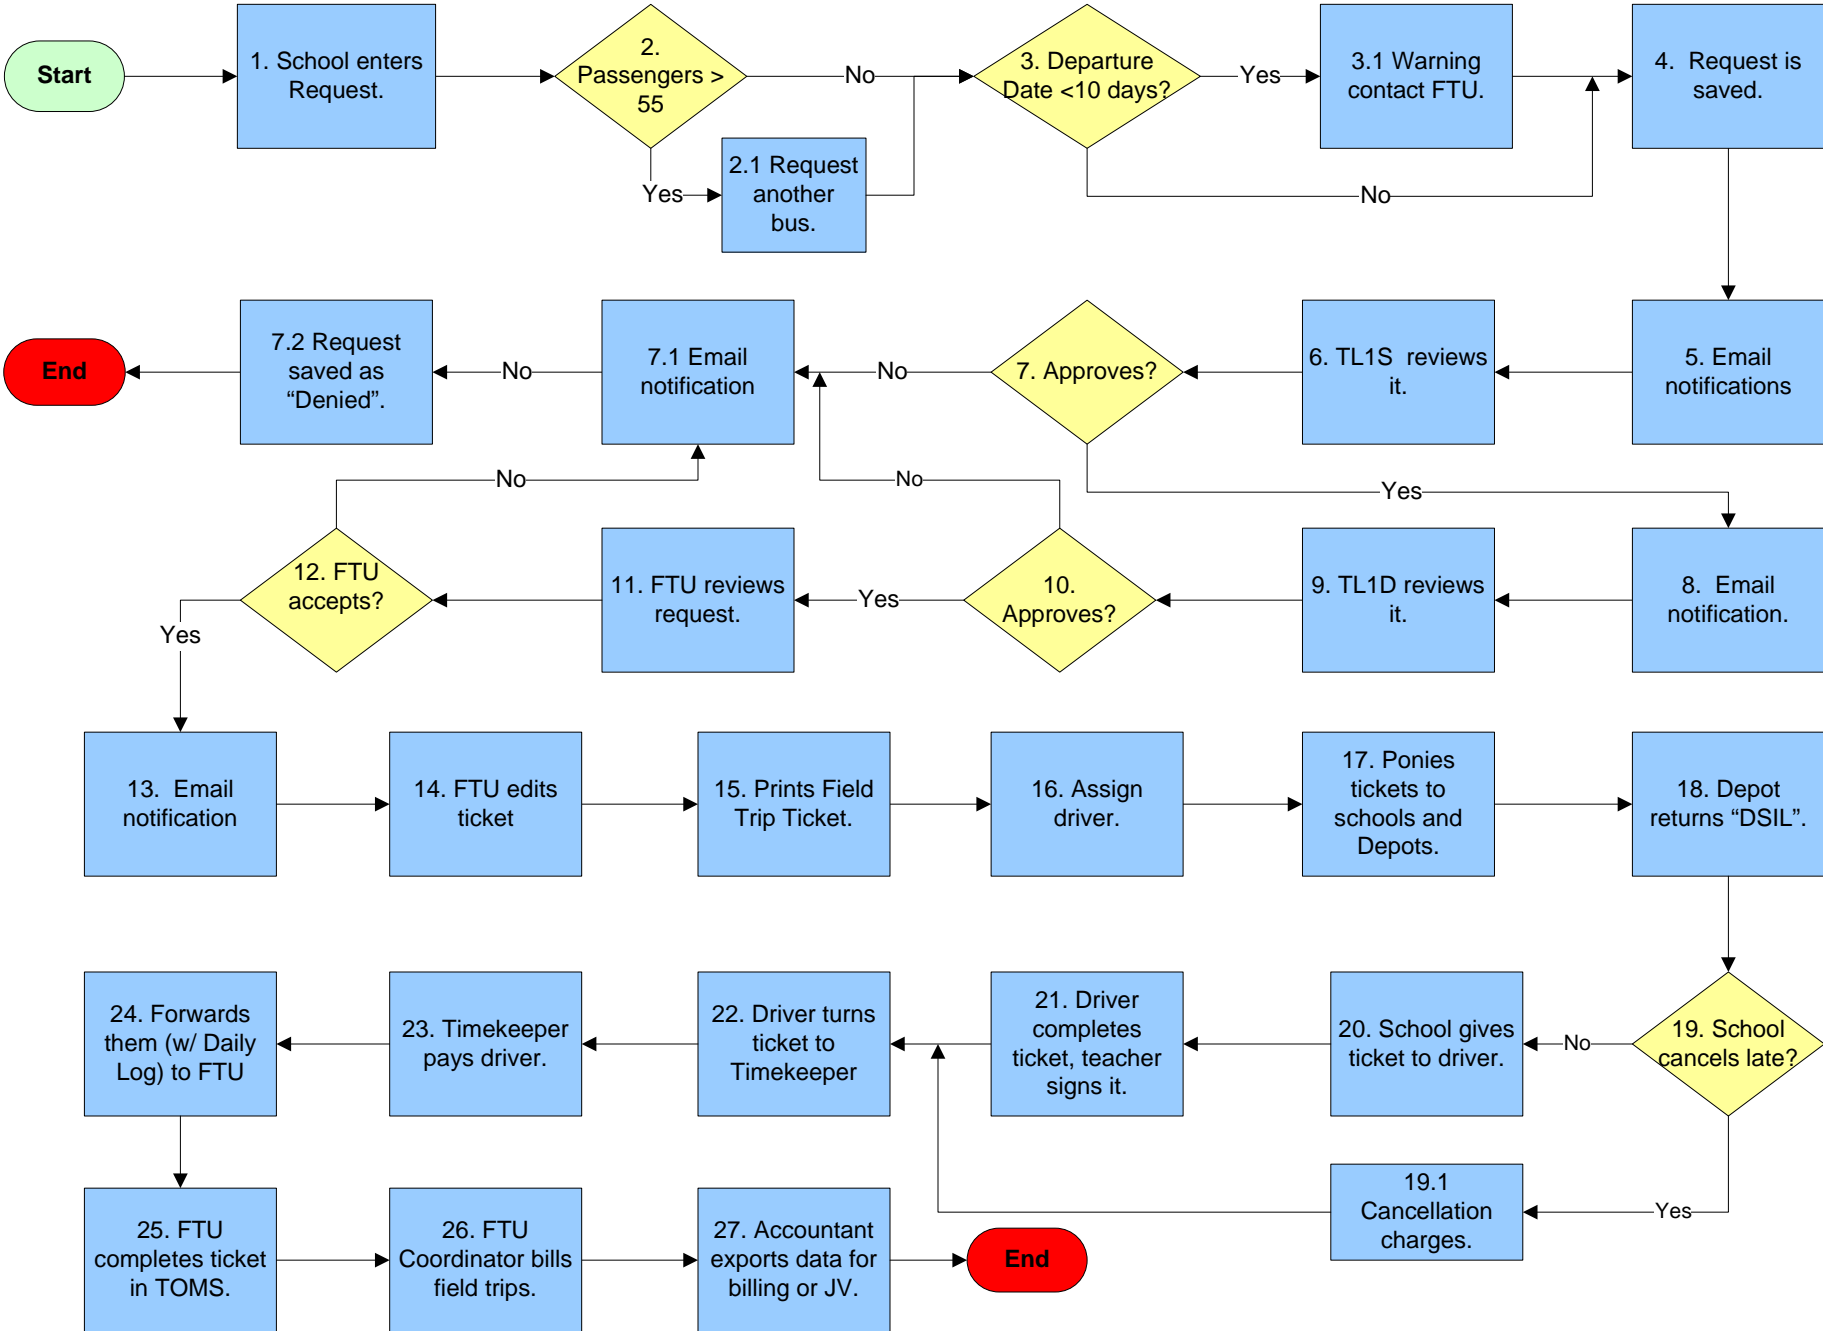 Start
1. School enters
Request.
2.
Passengers >
55
No
Yes
2.1 Request
another
bus.
3. Departure
Date <10 days?
Yes
No
3.1 Warning
contact FTU.
4.  Request is
saved.
End
7.2 Request
saved as
“Denied”.
No
7.1 Email
notification
No
7. Approves?
6. TL1S  reviews
it.
5. Email
notifications
No
No
Yes
12. FTU
accepts?
11. FTU reviews
request.
Yes
10.
Approves?
9. TL1D reviews
it.
8.  Email
notification.
Yes
13.  Email
notification
14. FTU edits
ticket
15. Prints Field
Trip Ticket.
16. Assign
driver.
17. Ponies
tickets to
schools and
Depots.
18. Depot
returns “DSIL”.
24. Forwards
them (w/ Daily
Log) to FTU
23. Timekeeper
pays driver.
22. Driver turns
ticket to
Timekeeper
21. Driver
completes
ticket, teacher
signs it.
20. School gives
ticket to driver.
No
19. School
cancels late?
19.1
Cancellation
charges.
Yes
25. FTU
completes ticket
in TOMS.
26. FTU
Coordinator bills
field trips.
27. Accountant
exports data for
billing or JV.
End